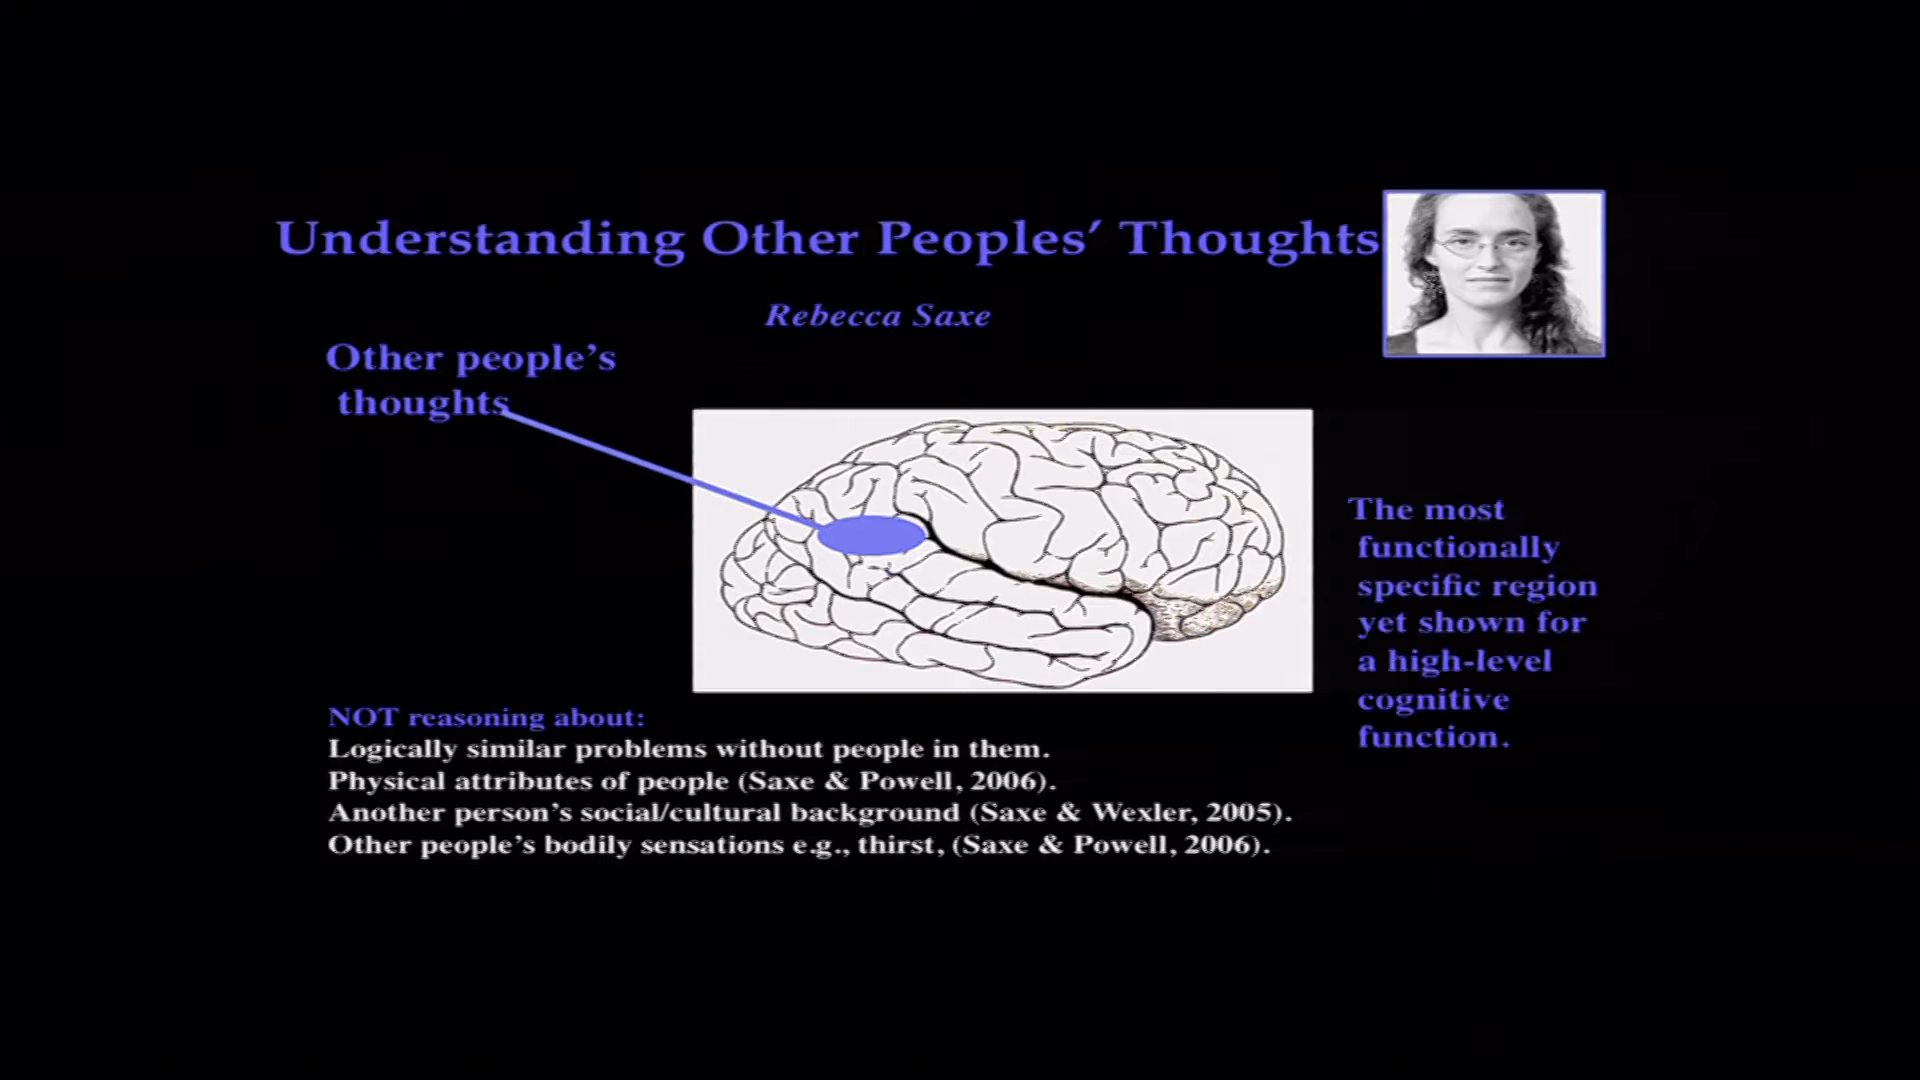 Understanding Other Peoples’ Thoughts
Rebecca Saxe
Other people’s
thoughts
The most
functionally
specific region
yet shown for
a high-level
cognitive
function.
NOT reasoning about:
Logically similar problems without people in them.
Physical attributes of people (Saxe & Powell, 2006).
Another person’s social/cultural background (Saxe & Wexler, 2005).
Other people’s bodily sensations e.g., thirst, (Saxe & Powell, 2006).